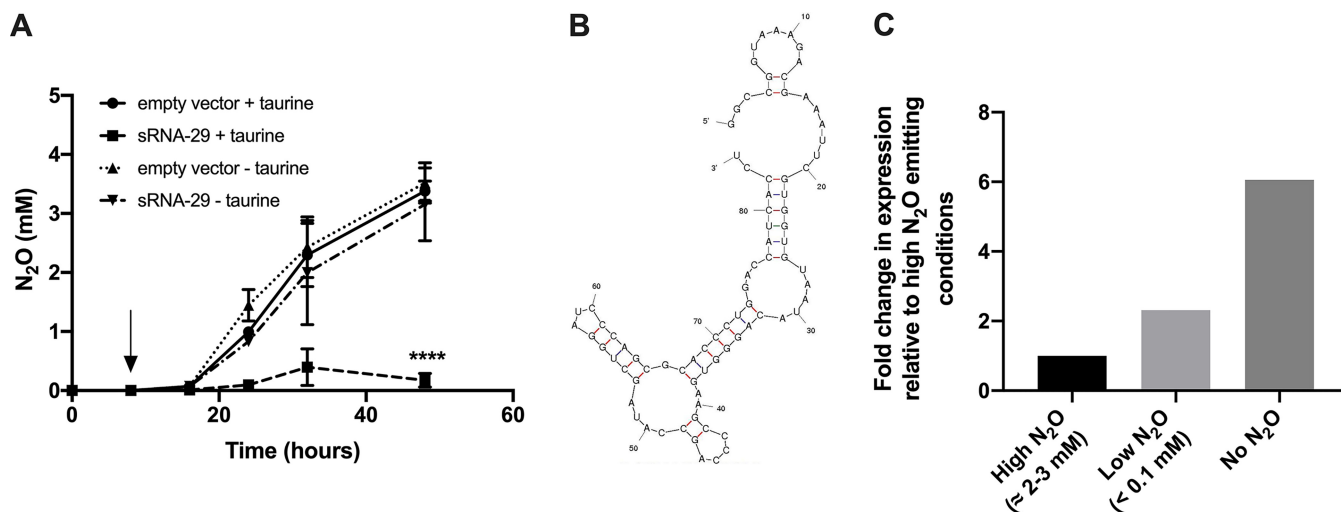 A
N₂O (mM)
5
4
3
2
1
0
0
20
40
60
Time (hours)
empty vector + taurine
sRNA-29 + taurine
empty vector - taurine
sRNA-29 - taurine
****
B
5'
3'
10
20
30
40
50
60
70
80
C
Fold change in expression
relative to high N₂O emitting
conditions
8
6
4
2
0
High N₂O
(≈ 2-3 mM)
Low N₂O
(< 0.1 mM)
No N₂O